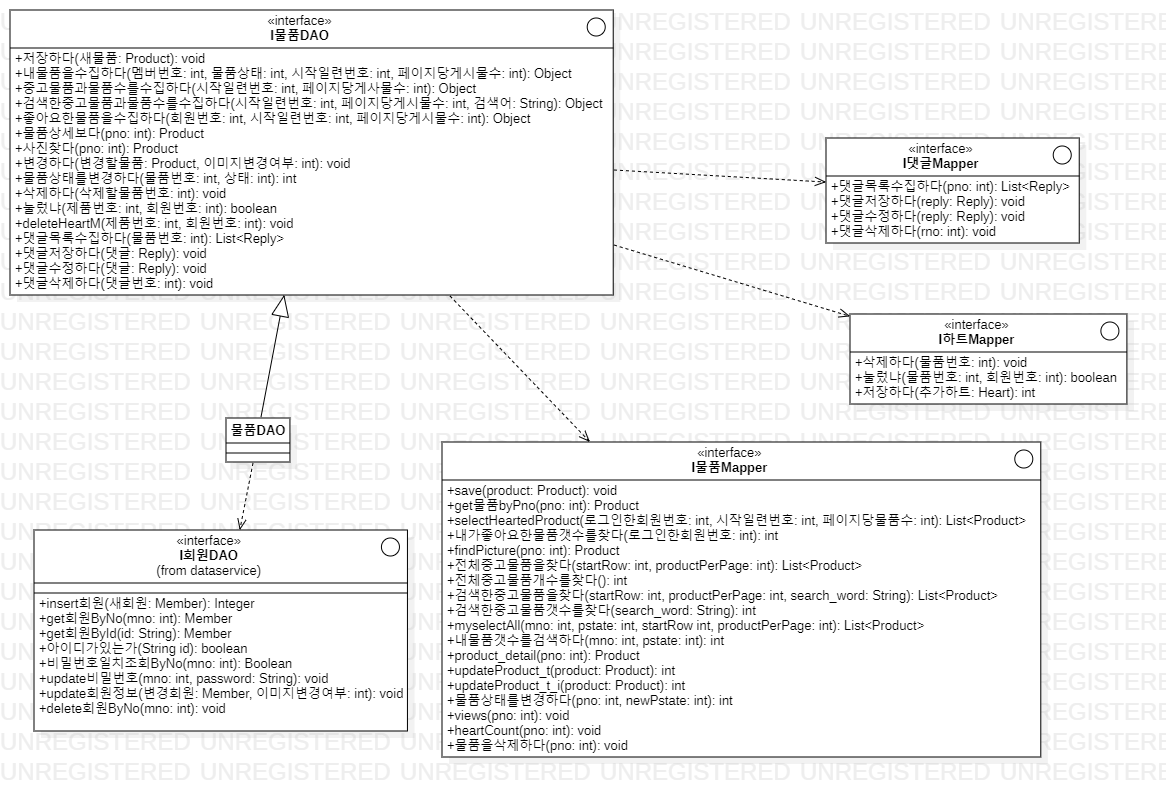 «interface»
I물품DAO
+저장하다(새물품: Product): void
+내물품을수집하다(멤버번호: int, 물품상태: int, 시작일련번호: int, 페이지당게시물수: int): Object
+중고물품과물품수를수집하다(시작일련번호: int, 페이지당게사물수: int): Object
+검색한중고물품과물품수를수집하다(시작일련번호: int, 페이지당게시물수: int, 검색어: String): Object
+좋아요한물품을수집하다(회원번호: int, 시작일련번호: int, 페이지당게시물수: int): Object
+물품상세보다(pno: int): Product
+사진찾다(pno: int): Product
+변경하다(변경할물품: Product, 이미지변경여부: int): void
+물품상태를변경하다(물품번호: int, 상태: int): int
+삭제하다(삭제할물품번호: int): void
+눌렀냐(제품번호: int, 회원번호: int): boolean
+deleteHeartM(제품번호: int, 회원번호: int): void
+댓글목록수집하다(물품번호: int): List<Reply>
+댓글저장하다(댓글: Reply): void
+댓글수정하다(댓글: Reply): void
+댓글삭제하다(댓글번호: int): void
«interface»
I댓글Mapper
+댓글목록수집하다(pno: int): List<Reply>
+댓글저장하다(reply: Reply): void
+댓글수정하다(reply: Reply): void
+댓글삭제하다(rno: int): void
«interface»
I하트Mapper
+삭제하다(물품번호: int): void
+눌렀냐(물품번호: int, 회원번호: int): boolean
+저장하다(추가하트: Heart): int
물품DAO
«interface»
I회원DAO
(from dataservice)
+insert회원(새회원: Member): Integer
+get회원ByNo(mno: int): Member
+get회원ById(id: String): Member
+아이디가있는가(String id): boolean
+비밀번호일치조회ByNo(mno: int): Boolean
+update비밀번호(mno: int, password: String): void
+update회원정보(변경회원: Member, 이미지변경여부: int): void
+delete회원ByNo(mno: int): void
«interface»
I물품Mapper
+save(product: Product): void
+get물품byPno(pno: int): Product
+selectHeartedProduct(로그인한회원번호: int, 시작일련번호: int, 페이지당물품수: int): List<Product>
+내가좋아요한물품갯수를찾다(로그인한회원번호: int): int
+findPicture(pno: int): Product
+전체중고물품을찾다(startRow: int, productPerPage: int): List<Product>
+전체중고물품개수를찾다(): int
+검색한중고물품을찾다(startRow: int, productPerPage: int, search_word: String): List<Product>
+검색한중고물품갯수를찾다(search_word: String): int
+myselectAll(mno: int, pstate: int, startRow int, productPerPage: int): List<Product>
+내물품갯수를검색하다(mno: int, pstate: int): int
+product_detail(pno: int): Product
+updateProduct_t(product: Product): int
+updateProduct_t_i(product: Product): int
+물품상태를변경하다(pno: int, newPstate: int): int
+views(pno: int): void
+heartCount(pno: int): void
+물품을삭제하다(pno: int): void